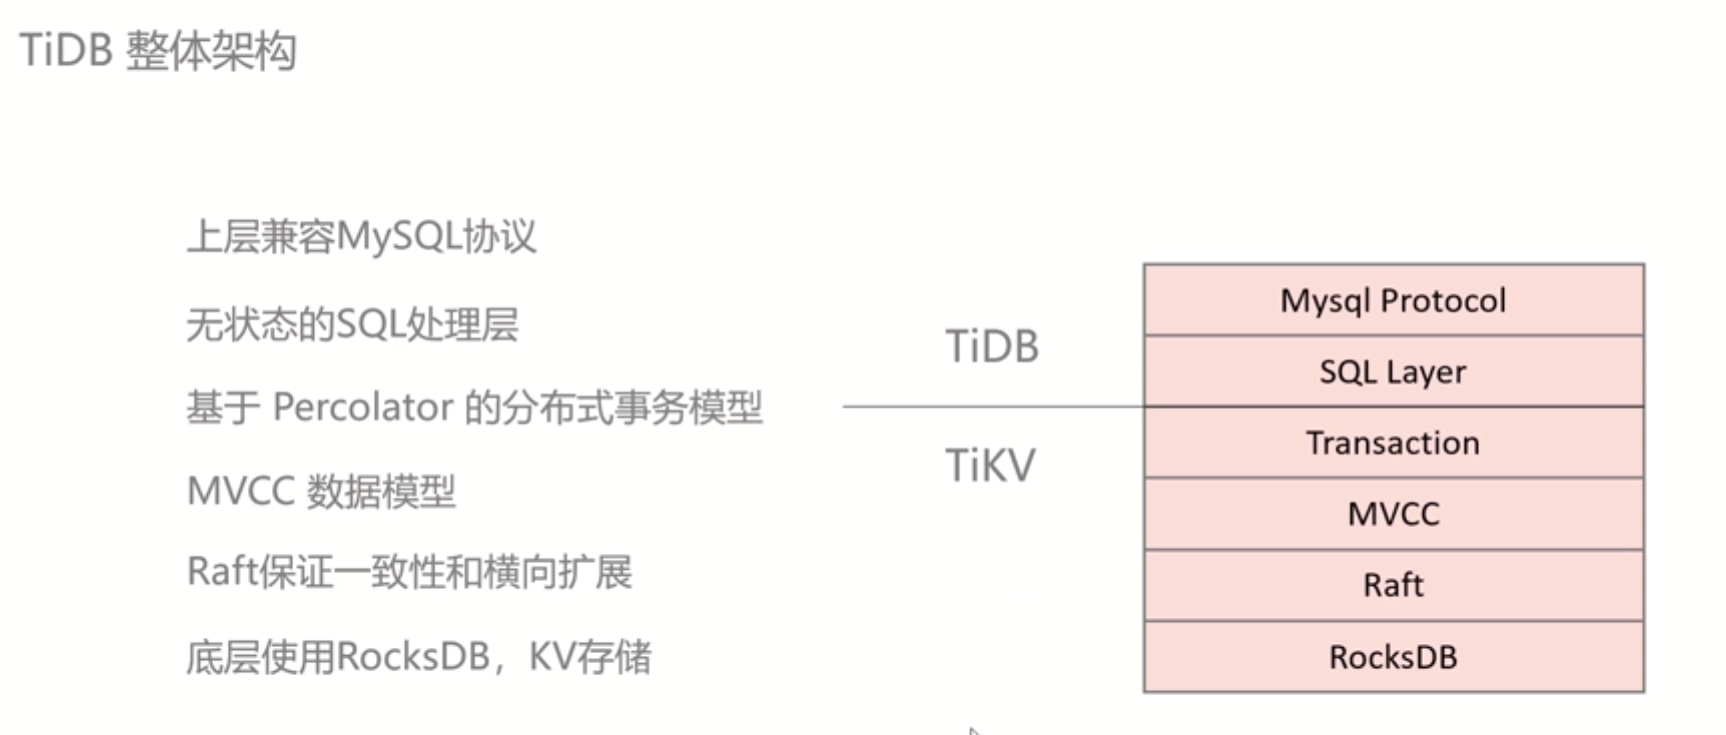 TiDB 整体架构
上层兼容MySQL协议
无状态的SQL处理层
基于 Percolator 的分布式事务模型
MVCC 数据模型
Raft保证一致性和横向扩展
底层使用RocksDB，KV存储
TiDB
TiKV
Mysql Protocol
SQL Layer
Transaction
MVCC
Raft
RocksDB